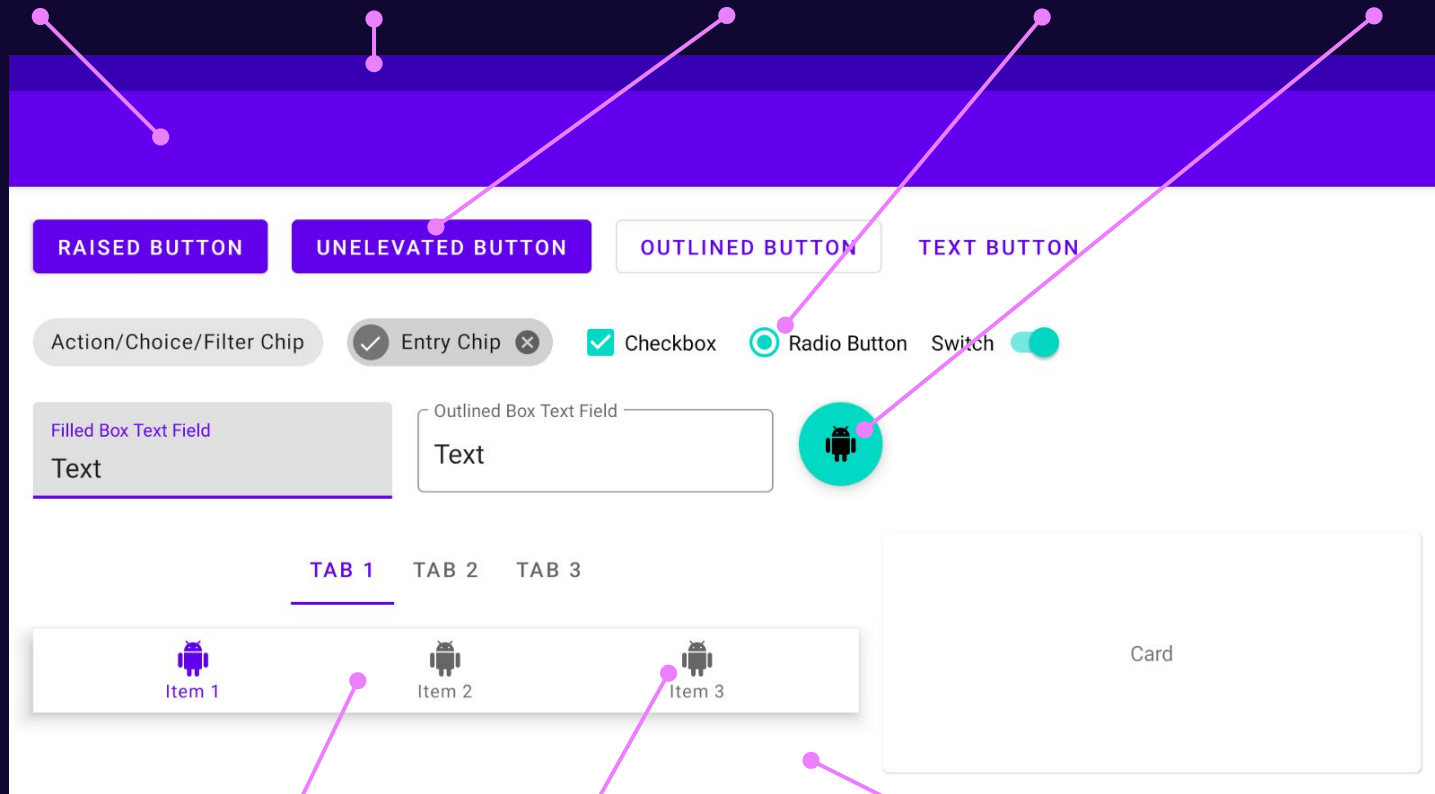 RAISED BUTTON
UNELEVATED BUTTON
OUTLINED BUTTON
TEXT BUTTON
Action/Choice/Filter Chip
Entry Chip
Checkbox
Radio Button
Switch
Filled Box Text Field
Text
Outlined Box Text Field
Text
TAB 1
TAB 2
TAB 3
Item 1
Item 2
Item 3
Card